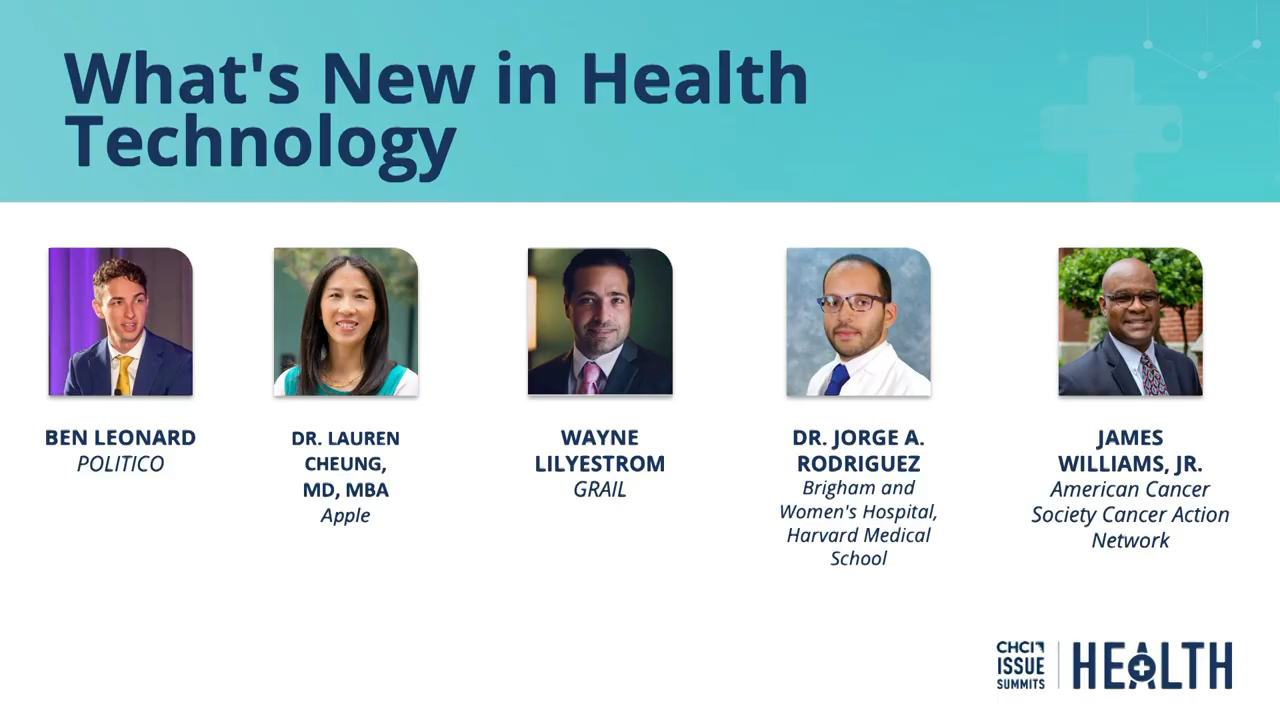 What's New in Health
Technology
BEN LEONARD
POLITICO
DR. LAUREN
CHEUNG,
MD, MBA
Apple
WAYNE
LILYESTROM
GRAIL
DR. JORGE A.
RODRIGUEZ
Brigham and
Women's Hospital,
Harvard Medical
School
JAMES
WILLIAMS, JR.
American Cancer
Society Cancer Action
Network
CHCI
ISSUE
SUMMITS
HEALTH